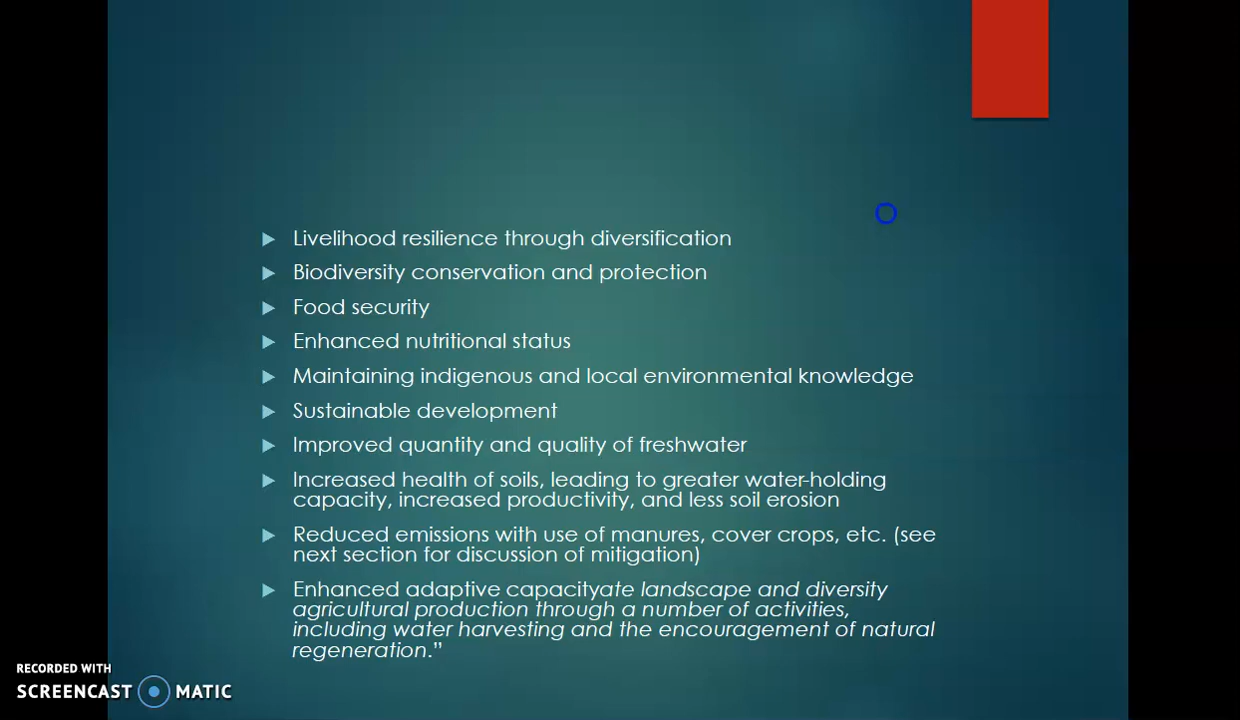 Livelihood resilience through diversification
Biodiversity conservation and protection
Food security
Enhanced nutritional status
Maintaining indigenous and local environmental knowledge
Sustainable development
Improved quantity and quality of freshwater
Increased health of soils, leading to greater water-holding
capacity, increased productivity, and less soil erosion
Reduced emissions with use of manures, cover crops, etc. (see
next section for discussion of mitigation)
Enhanced adaptive capacityate landscape and diversity
agricultural production through a number of activities,
including water harvesting and the encouragement of natural
regeneration.”
RECORDED WITH
SCREENCAST MATIC